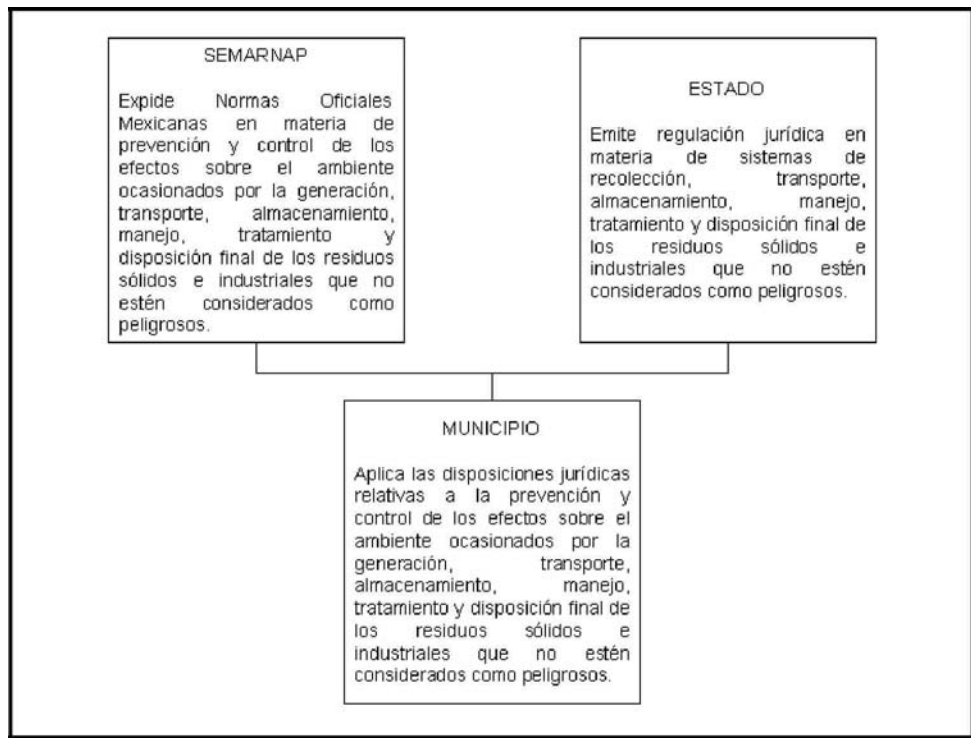 SEMARNAP
Expide Normas Oficiales
Mexicanas en materia de
prevención y control de los
efectos sobre el ambiente
ocasionados por la generación,
transporte, almacenamiento,
manejo, tratamiento y
disposición final de los residuos
sólidos e industriales que no
estén considerados como
peligrosos.
ESTADO
Emite regulación jurídica en
materia de sistemas de
recolección, transporte,
almacenamiento, manejo,
tratamiento y disposición final de
los residuos sólidos e
industriales que no estén
considerados como peligrosos.
MUNICIPIO
Aplica las disposiciones jurídicas
relativas a la prevención y
control de los efectos sobre el
ambiente ocasionados por la
generación, transporte,
almacenamiento, manejo,
tratamiento y disposición final de
los residuos sólidos e
industriales que no estén
considerados como peligrosos.